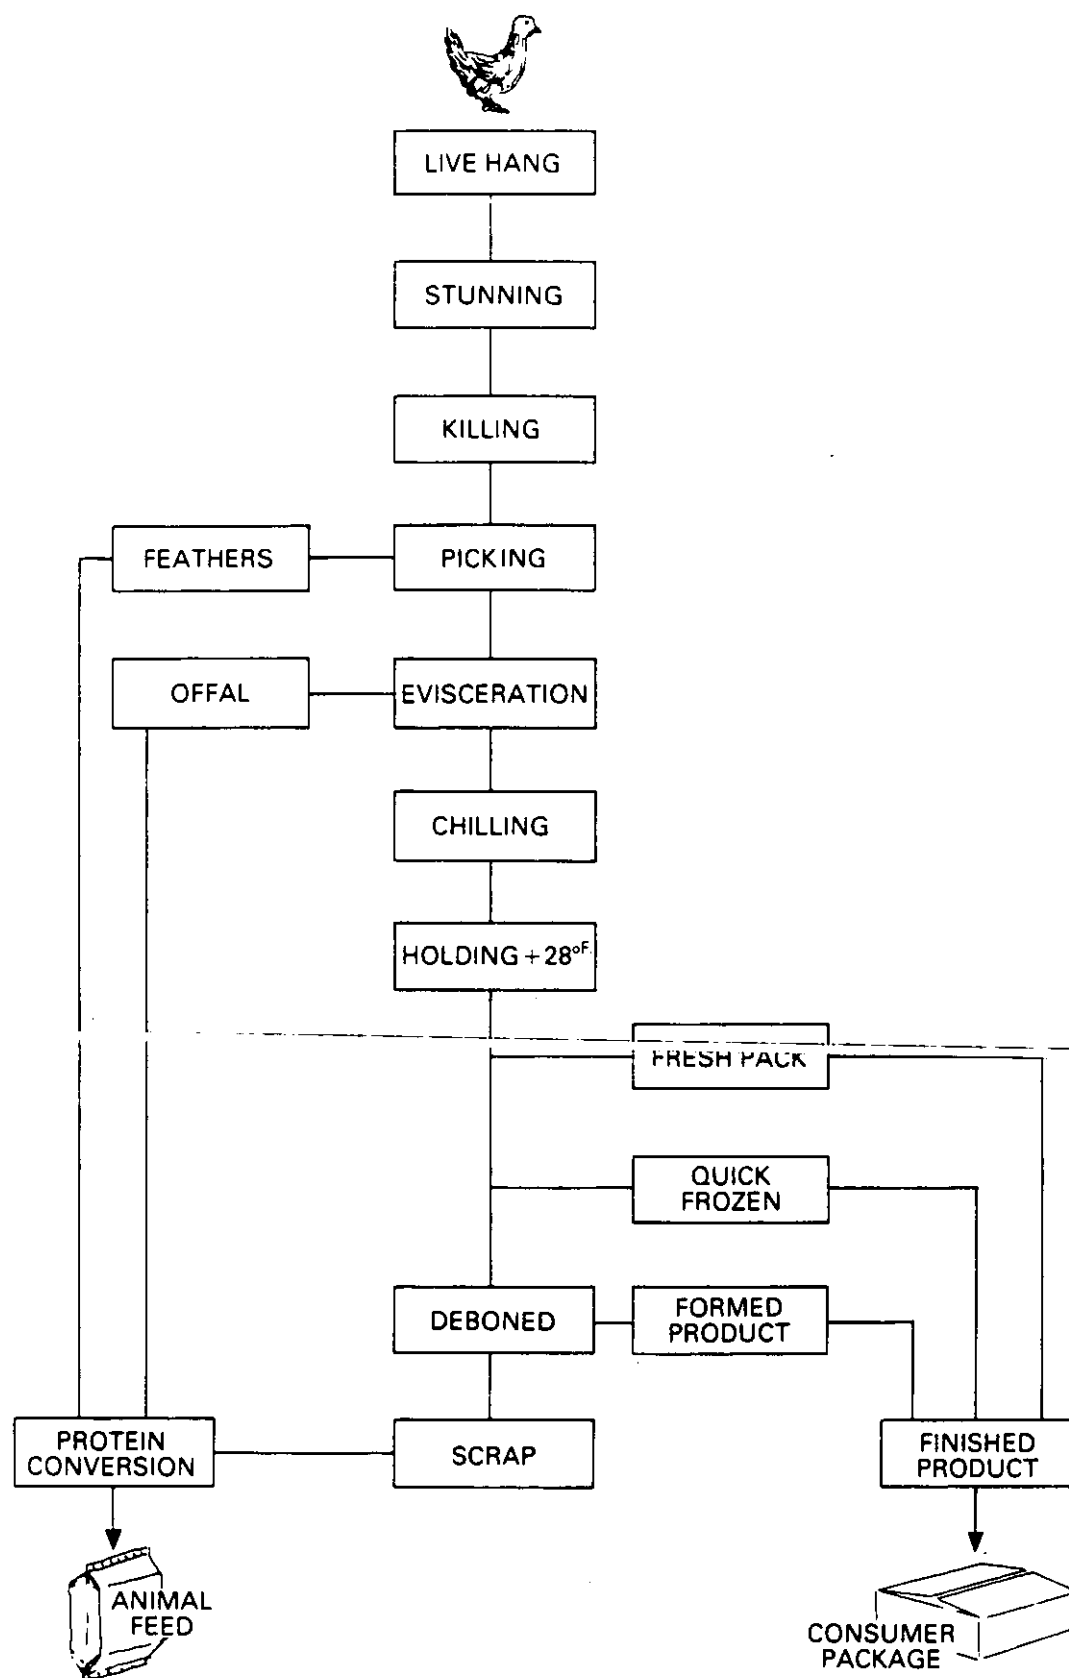 LIVE HANG
STUNNING
KILLING
FEATHERS
PICKING
OFFAL
EVISCERATION
CHILLING
HOLDING +28°F.
FRESH PACK
QUICK
FROZEN
DEBONED
FORMED
PRODUCT
PROTEIN
CONVERSION
SCRAP
FINISHED
PRODUCT
ANIMAL
FEED
CONSUMER
PACKAGE